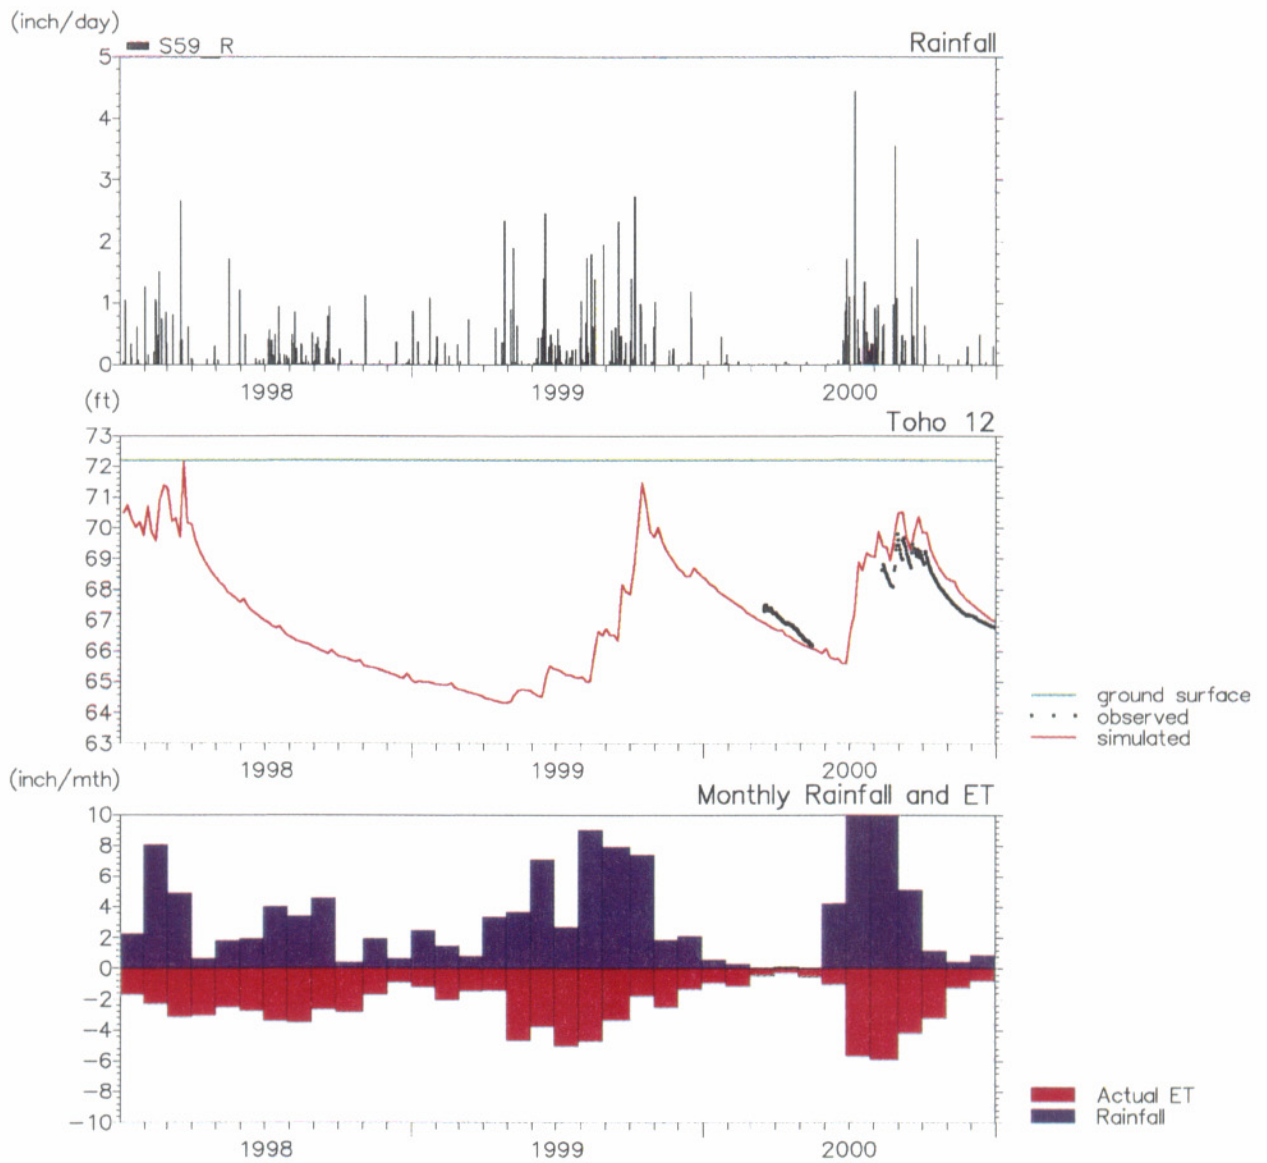 (inch/day)
S59_R
Rainfall
5
4
3
2
1
0
1998 1999 2000
(ft)
Toho 12
73
72
71
70
69
68
67
66
65
64
63
ground surface
observed
simulated
1998 1999 2000
(inch/mth)
Monthly Rainfall and ET
10
8
6
4
2
0
-2
-4
-6
-8
-10
Actual ET
Rainfall
1998 1999 2000